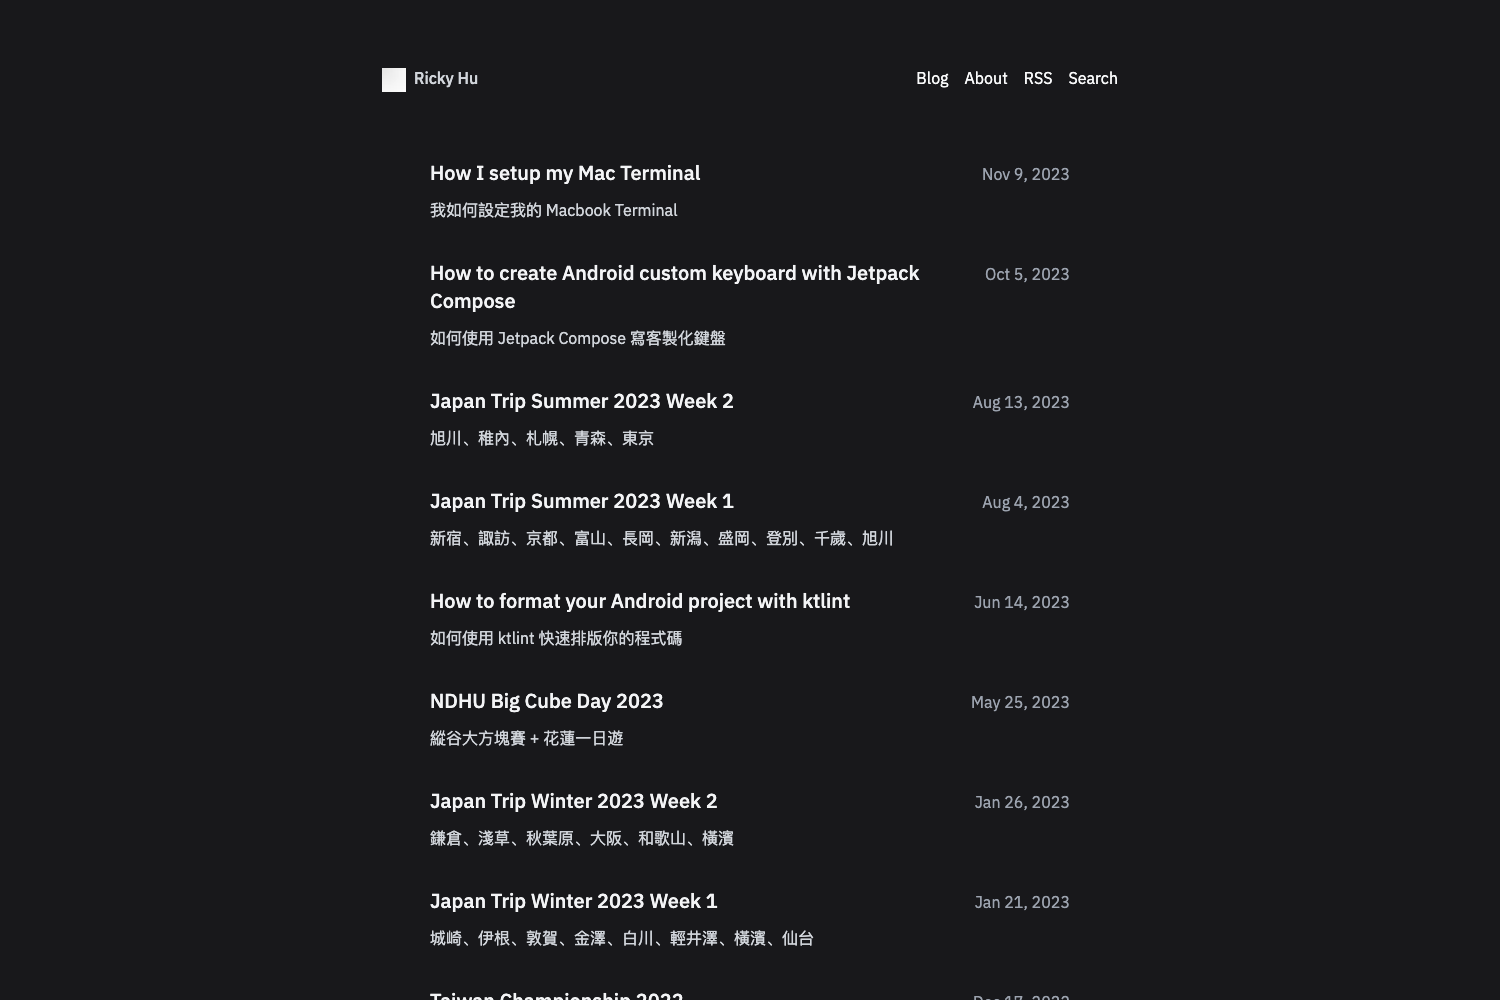 Ricky Hu
Blog About RSS Search
How I setup my Mac Terminal
Nov 9, 2023
我如何設定我的 Macbook Terminal
How to create Android custom keyboard with Jetpack
Compose
Oct 5, 2023
如何使用 Jetpack Compose 寫客製化鍵盤
Japan Trip Summer 2023 Week 2
Aug 13, 2023
旭川、稚內、札幌、青森、東京
Japan Trip Summer 2023 Week 1
Aug 4, 2023
新宿、諏訪、京都、富山、長岡、新潟、盛岡、登別、千歲、旭川
How to format your Android project with ktlint
Jun 14, 2023
如何使用 ktlint 快速排版你的程式碼
NDHU Big Cube Day 2023
May 25, 2023
縱谷大方塊賽 + 花蓮一日遊
Japan Trip Winter 2023 Week 2
Jan 26, 2023
鎌倉、淺草、秋葉原、大阪、和歌山、橫濱
Japan Trip Winter 2023 Week 1
Jan 21, 2023
城崎、伊根、敦賀、金澤、白川、輕井澤、橫濱、仙台
Taiwan Championship 2022
Dec 17, 2022